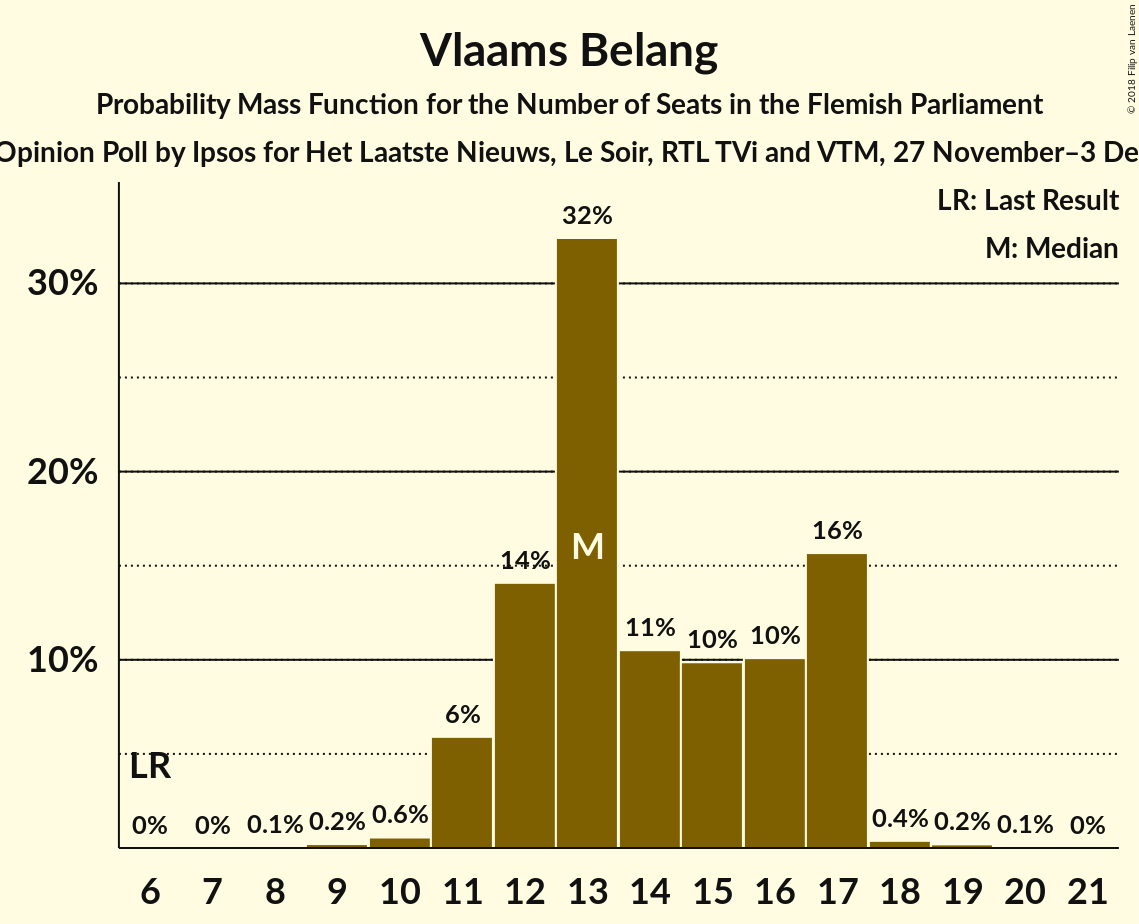 Vlaams Belang
Probability Mass Function for the Number of Seats in the Flemish Parliament
Opinion Poll by Ipsos for Het Laatste Nieuws, Le Soir, RTL TVi and VTM, 27 November–3 De
© 2018 Filip van Laenen
LR: Last Result
M: Median
32%
30%
20%
16%
M
14%
11%
10%
10%
10%
6%
LR
0%
0%
0.1%
0.2%
0.6%
0.4%
0.2%
0.1%
0%
6 7 8 9 10 11 12 13 14 15 16 17 18 19 20 21